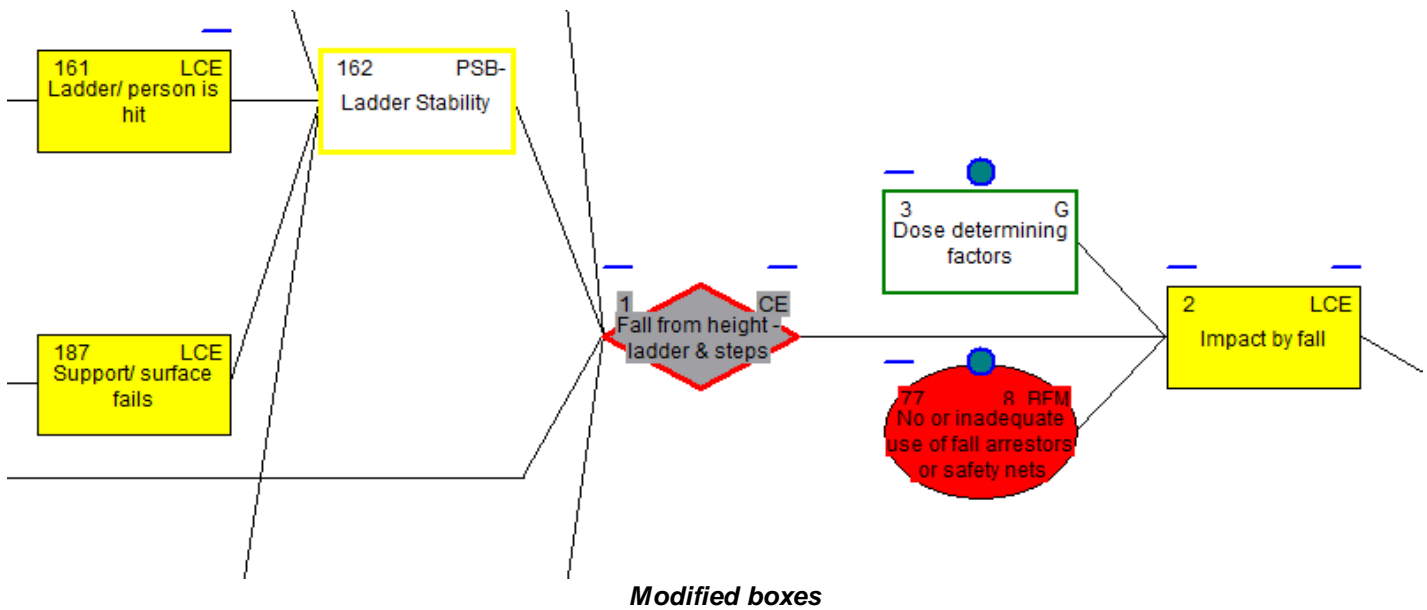 161 LCE
Ladder/ person is
hit
162 PSB-
Ladder Stability
3 G
Dose determining
factors
1 CE
Fall from height -
ladder & steps
2 LCE
Impact by fall
187 LCE
Support/ surface
fails
77 8_BFM
No or inadequate
use of fall arrestors
or safety nets
Modified boxes